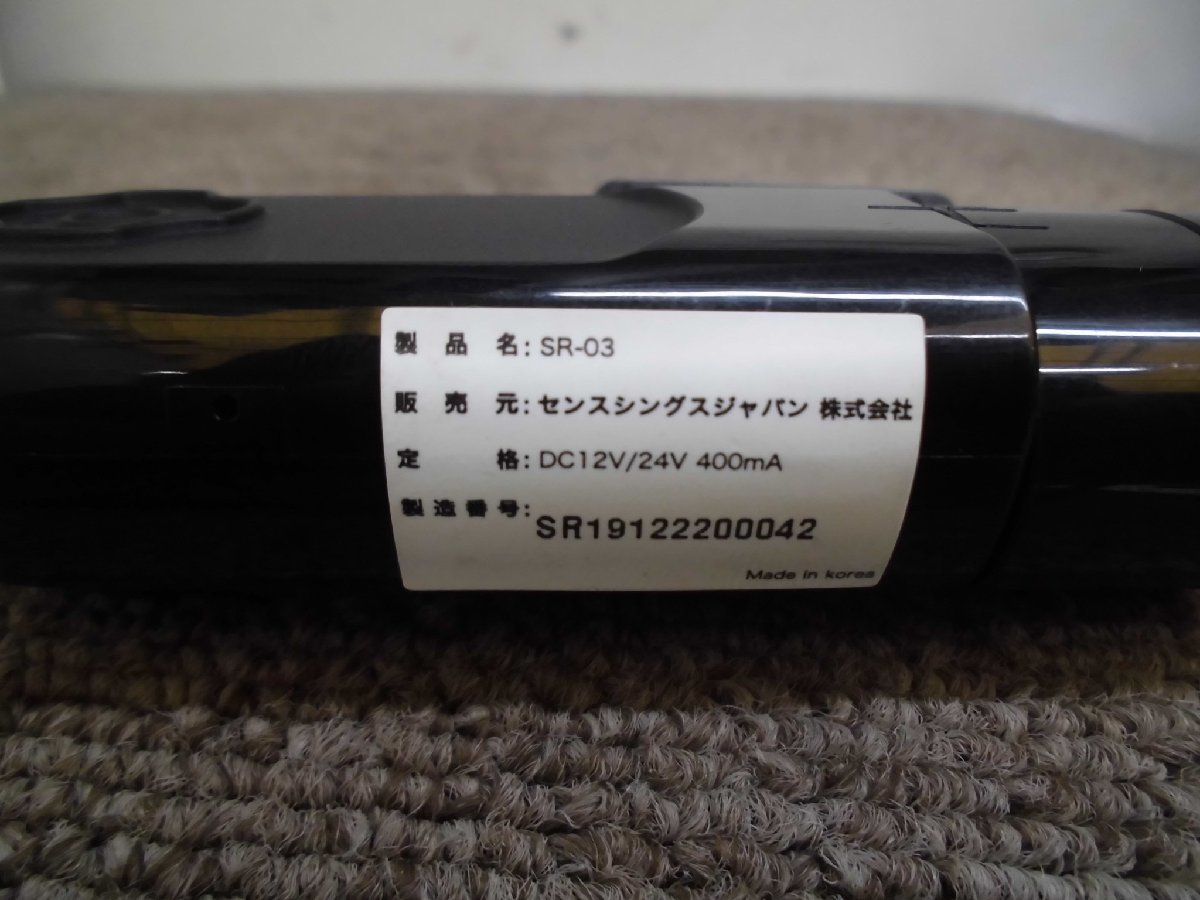 製品名: SR-03
販売元: センスシングスジャパン 株式会社
定格: DC12V/24V 400mA
製造番号: SR19122200042
Made in korea